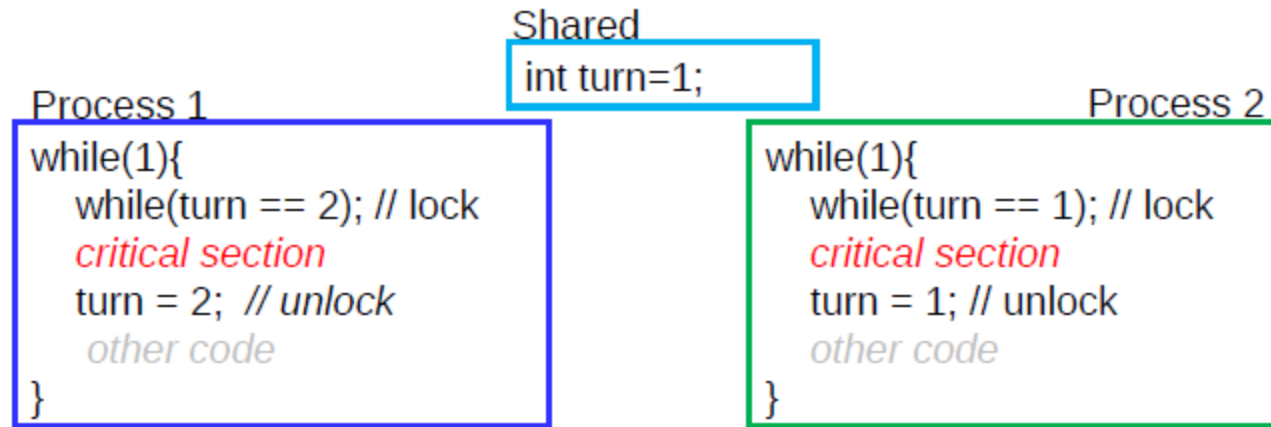 Shared
int turn=1;
Process 1
while(1){
while(turn == 2); // lock
critical section
turn = 2; // unlock
other code
}
Process 2
while(1){
while(turn == 1); // lock
critical section
turn = 1; // unlock
other code
}